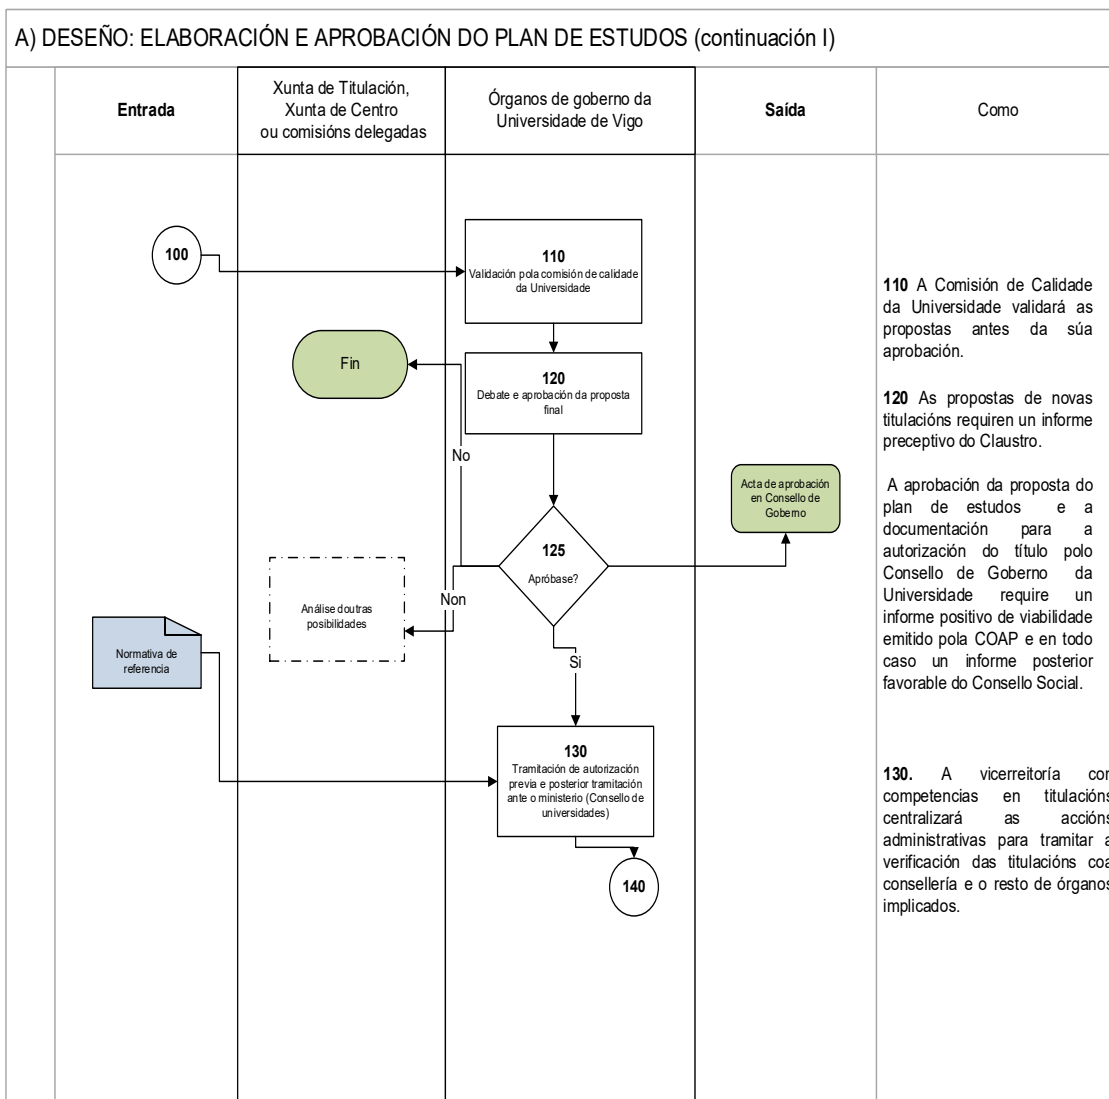 A) DESEÑO: ELABORACIÓN E APROBACIÓN DO PLAN DE ESTUDOS (continuación I)
Entrada
Xunta de Titulación,
Xunta de Centro
ou comisións delegadas
Órganos de goberno da
Universidade de Vigo
Saída
Como
100
110
Validación pola comisión de calidade
da Universidade
Fin
120
Debate e aprobación da proposta
final
No
Acta de aprobación
en Consello de
Goberno
125
Apróbase?
Non
Análise doutras
posibilidades
Normativa de
referencia
Si
130
Tramitación de autorización
previa e posterior tramitación
ante o ministerio (Consello de
universidades)
140
110 A Comisión de Calidade
da Universidade validará as
propostas antes da súa
aprobación.
120 As propostas de novas
titulacións requiren un informe
preceptivo do Claustro.
A aprobación da proposta do
plan de estudos e a
documentación para a
autorización do título polo
Consello de Goberno da
Universidade require un
informe positivo de viabilidade
emitido pola COAP e en todo
caso un informe posterior
favorable do Consello Social.
130. A vicerreitoría con
competencias en titulacións
centralizará as accións
administrativas para tramitar a
verificación das titulacións coa
consellería e o resto de órganos
implicados.